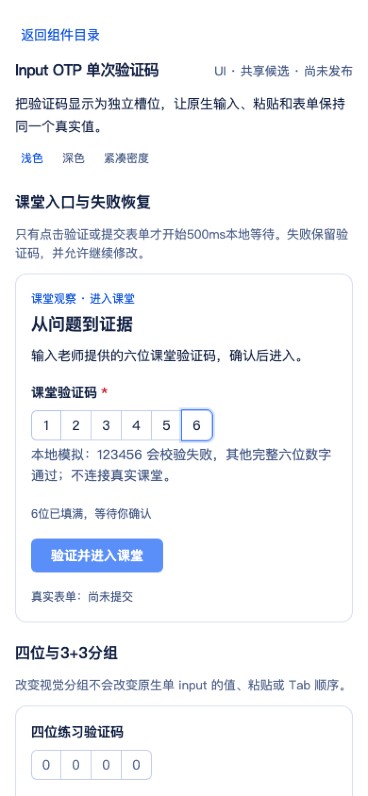 返回组件目录
Input OTP 单次验证码
UI · 共享候选 · 尚未发布
把验证码显示为独立槽位，让原生输入、粘贴和表单保持
同一个真实值。
浅色 深色 紧凑密度
课堂入口与失败恢复
只有点击验证或提交表单才开始500ms本地等待。失败保留验
证码，并允许继续修改。
课堂观察 · 进入课堂
从问题到证据
输入老师提供的六位课堂验证码，确认后进入。
课堂验证码 *
1 2 3 4 5 6
本地模拟：123456 会校验失败，其他完整六位数字
通过；不连接真实课堂。
6位已填满，等待你确认
验证并进入课堂
真实表单：尚未提交
四位与3+3分组
改变视觉分组不会改变原生单 input 的值、粘贴或 Tab 顺序。
四位练习验证码
0 0 0 0